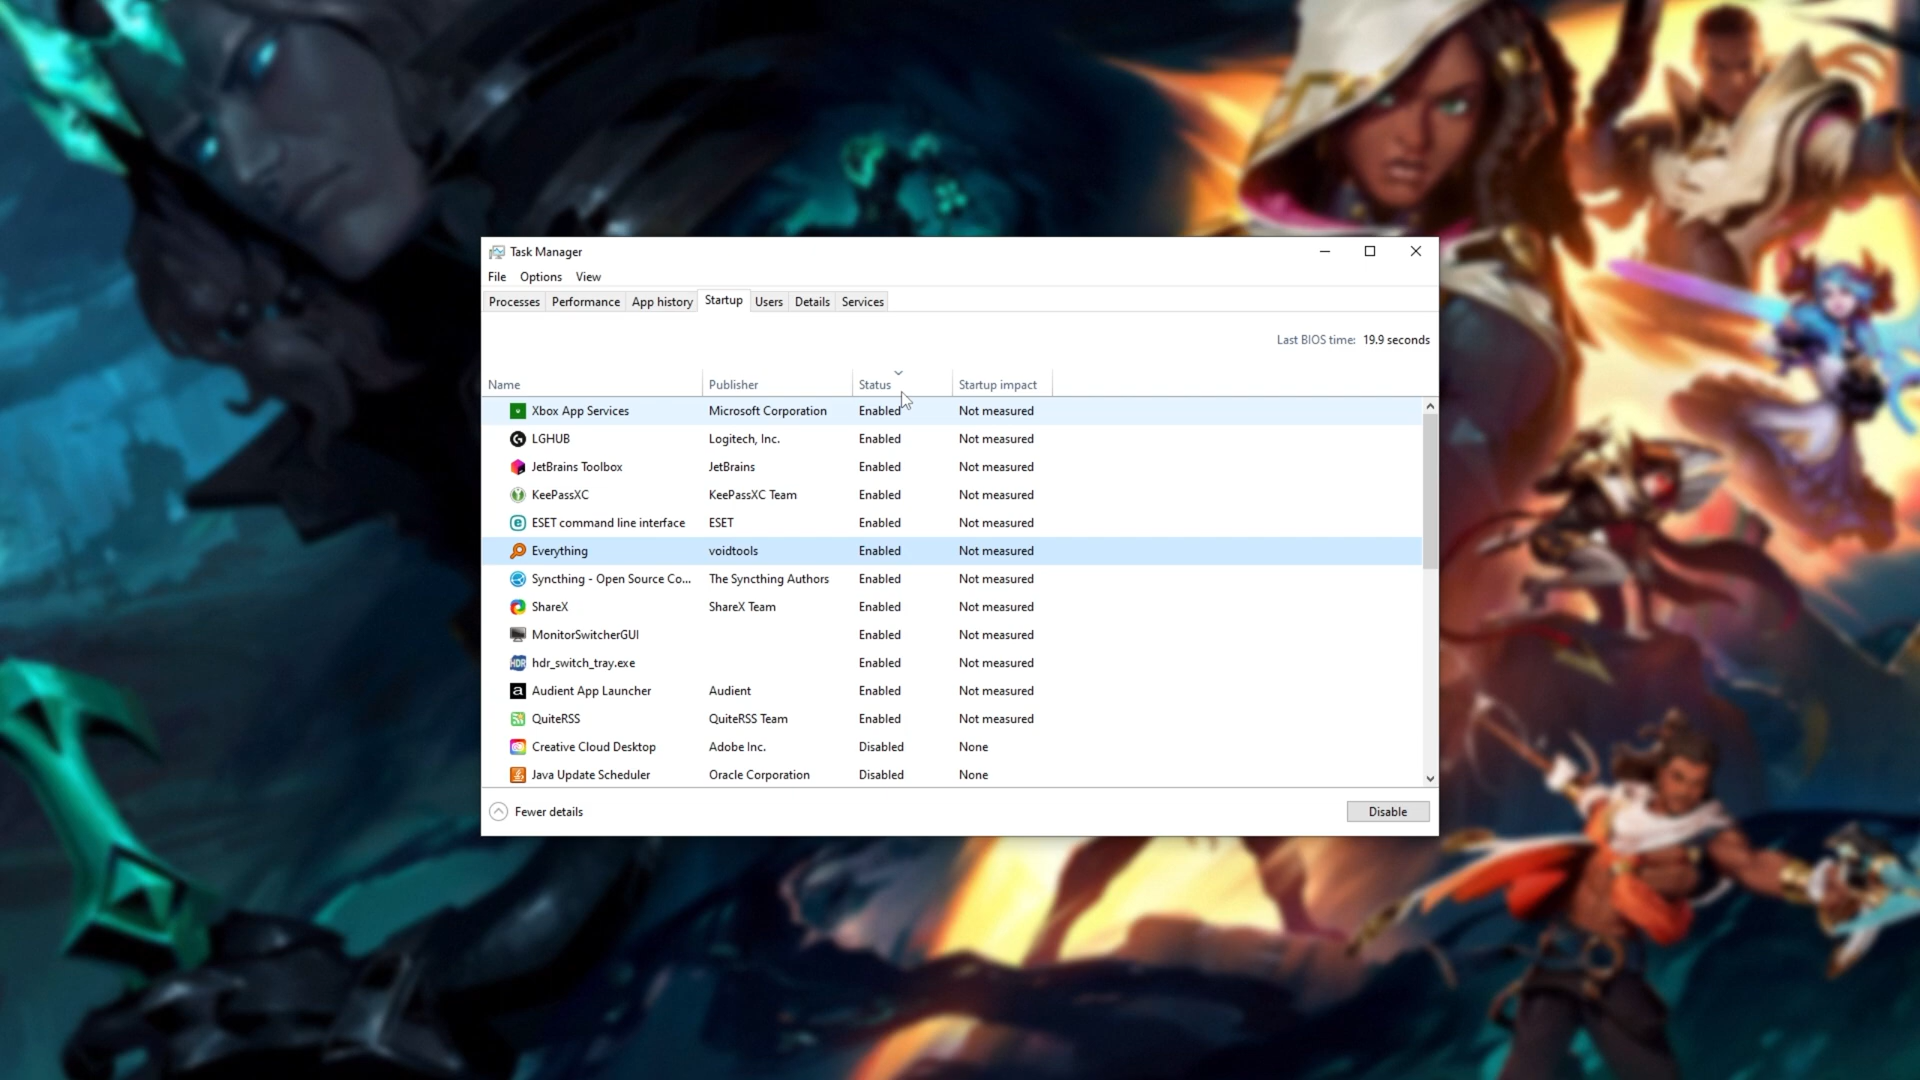 Task Manager
File Options View
Processes Performance App history Startup Users Details Services
Last BIOS time: 19.9 seconds
Name Publisher Status Startup impact
Xbox App Services Microsoft Corporation Enabled Not measured
LGHUB Logitech, Inc. Enabled Not measured
JetBrains Toolbox JetBrains Enabled Not measured
KeePassXC KeePassXC Team Enabled Not measured
ESET command line interface ESET Enabled Not measured
Everything voidtools Enabled Not measured
Syncthing - Open Source Co... The Syncthing Authors Enabled Not measured
ShareX ShareX Team Enabled Not measured
MonitorSwitcherGUI Enabled Not measured
HDR hdr_switch_tray.exe Enabled Not measured
a Audient App Launcher Audient Enabled Not measured
QuiteRSS QuiteRSS Team Enabled Not measured
Creative Cloud Desktop Adobe Inc. Disabled None
Java Update Scheduler Oracle Corporation Disabled None
Fewer details Disable